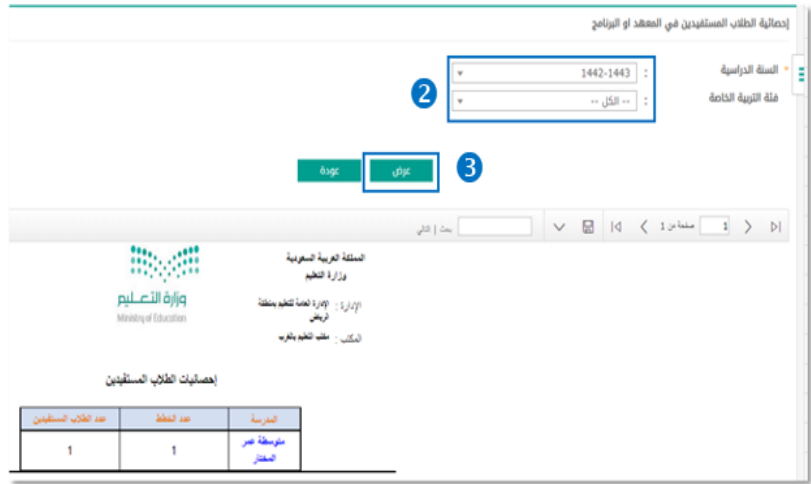 إحصائية الطلاب المستفيدين في المعهد او البرنامج
* السنة الدراسية : 1442-1443
2
فئة التربية الخاصة : -- الكل --
عرض عودة
3
1 صفحة من 1 بحث | التالي
المملكة العربية السعودية
وزارة التعليم
وزارة التعـــليم
Ministry of Education
الإدارة : الإدارة العامة للتعليم بمنطقة
الرياض
المكتب : مكتب التعليم بالغرب
إحصائيات الطلاب المستفيدين
المدرسة عدد الخطط عدد الطلاب المستفيدين
متوسطة عمر
المختار 1 1